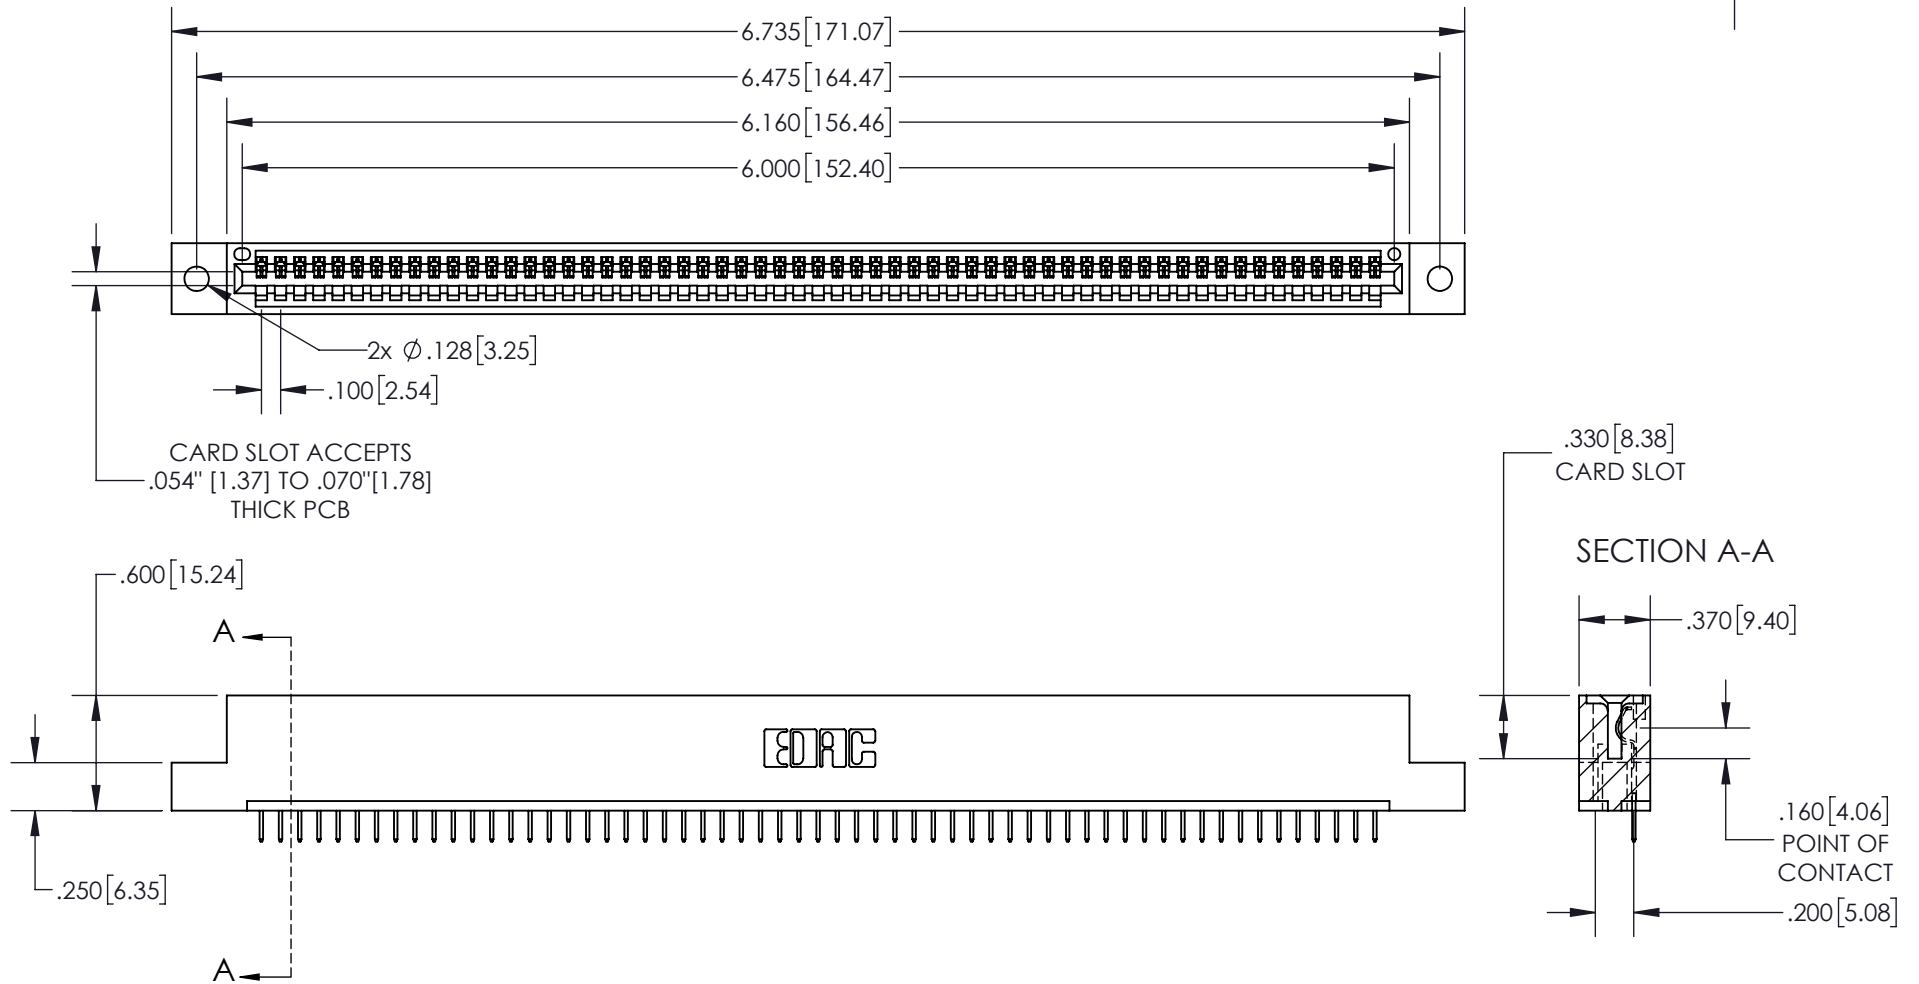 6.735[171.07]
6.475[164.47]
6.160[156.46]
6.000[152.40]
2x Ø.128[3.25]
.100[2.54]
CARD SLOT ACCEPTS
.054" [1.37] TO .070"[1.78]
THICK PCB
.330[8.38]
CARD SLOT
SECTION A-A
.600[15.24]
A
.370[9.40]
EDAC
.160[4.06]
POINT OF
CONTACT
.250[6.35]
.200[5.08]
A